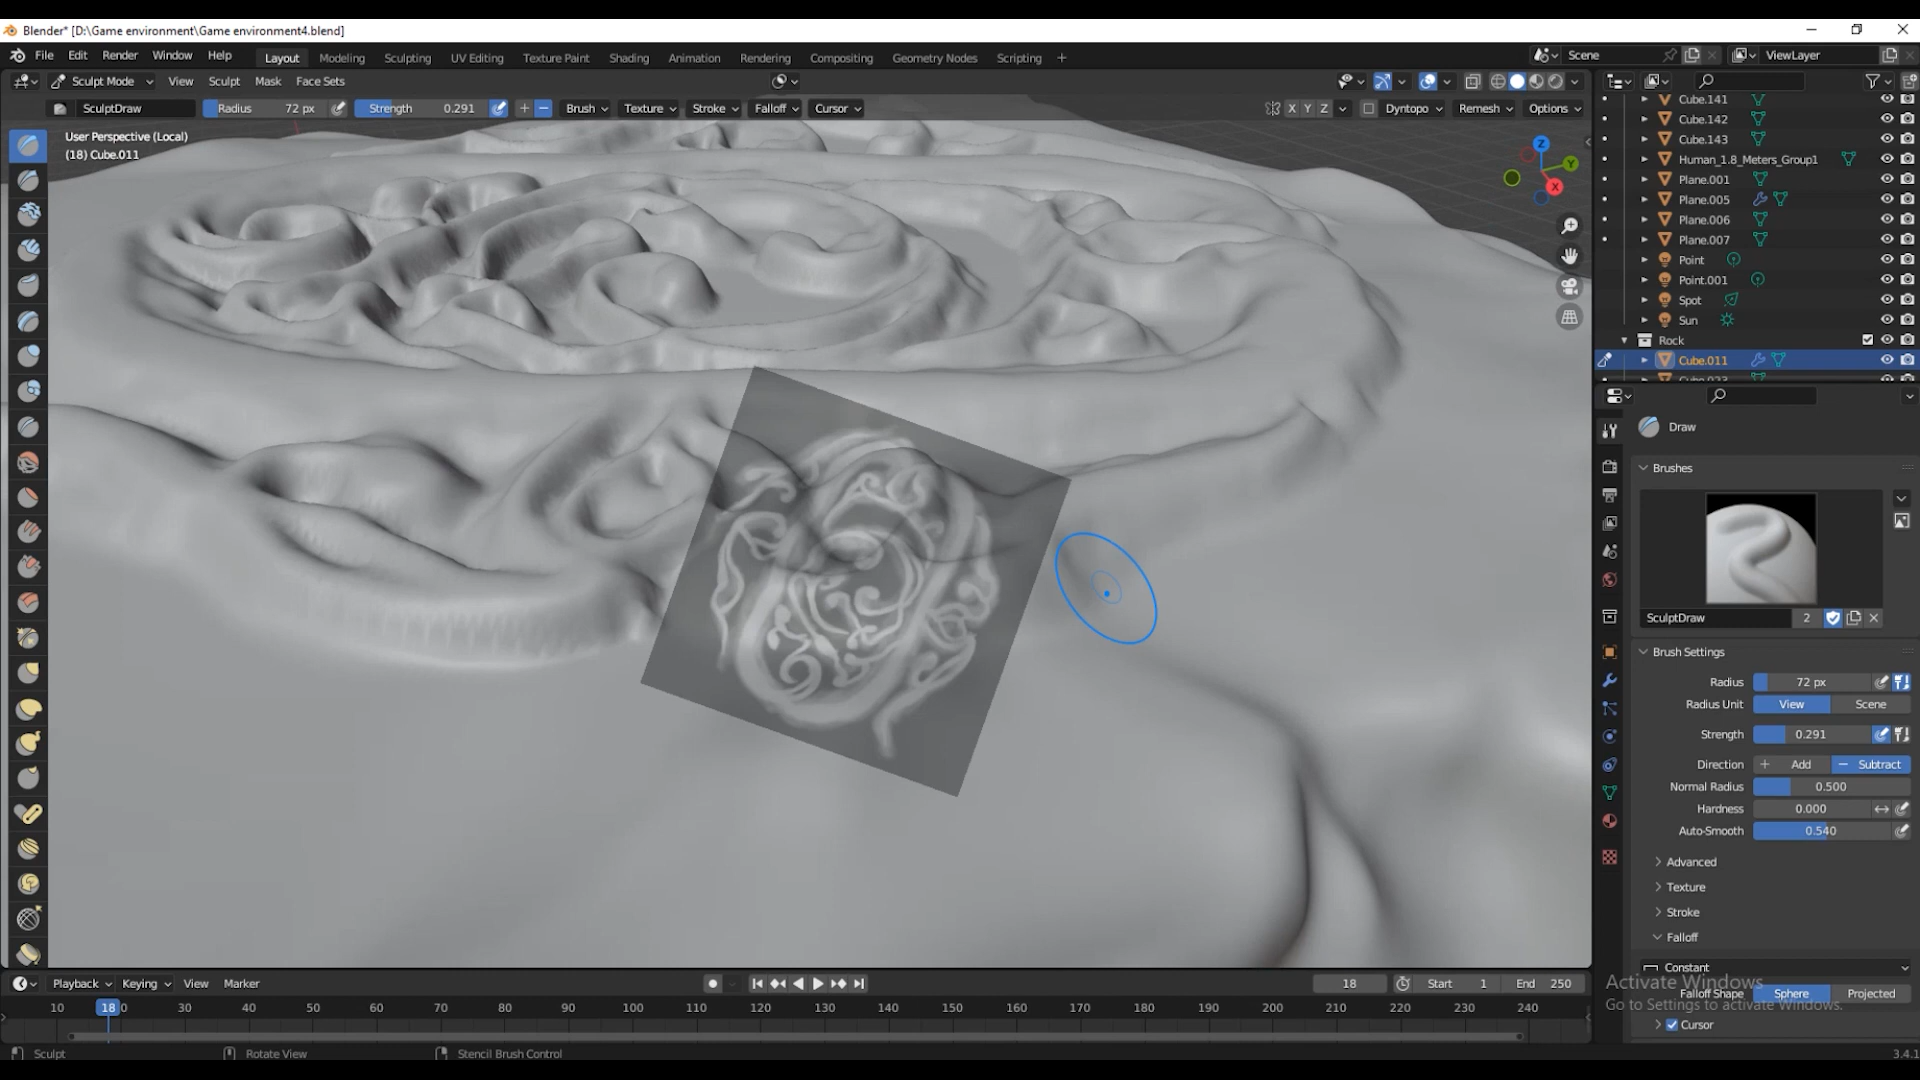 Blender* [D:\Game environment\Game environment4.blend]
File Edit Render Window Help Layout Modeling Sculpting UV Editing Texture Paint Shading Animation Rendering Compositing Geometry Nodes Scripting + Scene ViewLayer
Sculpt Mode View Sculpt Mask Face Sets
SculptDraw Radius 72 px Strength 0.291 Brush Texture Stroke Falloff Cursor X Y Z Dyntopo Remesh Options
User Perspective (Local)
(18) Cube.011
Z
Y
X
Cube.141
Cube.142
Cube.143
Human_1.8_Meters_Group1
Plane.001
Plane.005
Plane.006
Plane.007
Point
Point.001
Spot
Sun
Rock
Cube.011
Cube.023
Draw
Brushes
SculptDraw 2
Brush Settings
Radius 72 px
Radius Unit View Scene
Strength 0.291
Direction + Add − Subtract
Normal Radius 0.500
Hardness 0.000
Auto-Smooth 0.540
Advanced
Texture
Stroke
Falloff
Constant
Activate Windows
Falloff Shape Sphere Projected
Go to Settings to activate Windows.
Cursor
Playback Keying View Marker 18 Start 1 End 250
10 18 30 40 50 60 70 80 90 100 110 120 130 140 150 160 170 180 190 200 210 220 230 240
Sculpt Rotate View Stencil Brush Control 3.4.1